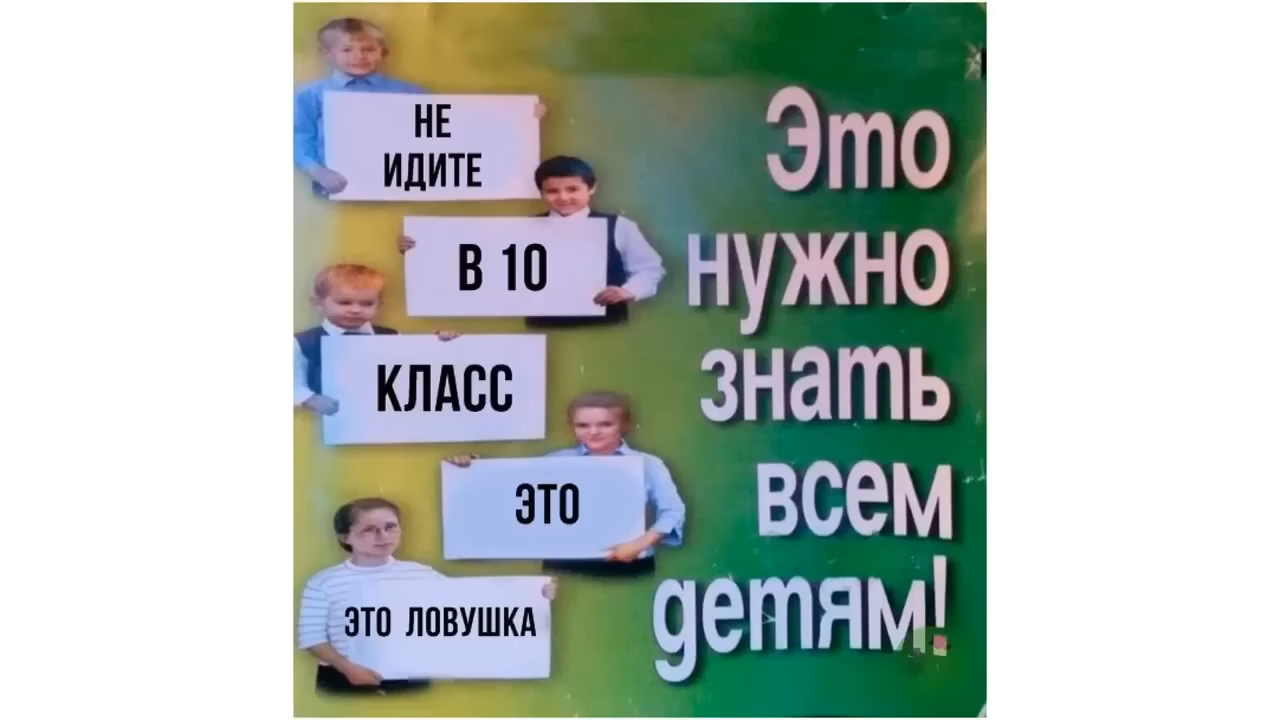 НЕ
ИДИТЕ
В 10
КЛАСС
ЭТО
ЭТО ЛОВУШКА
Это
нужно
знать
всем
детям!